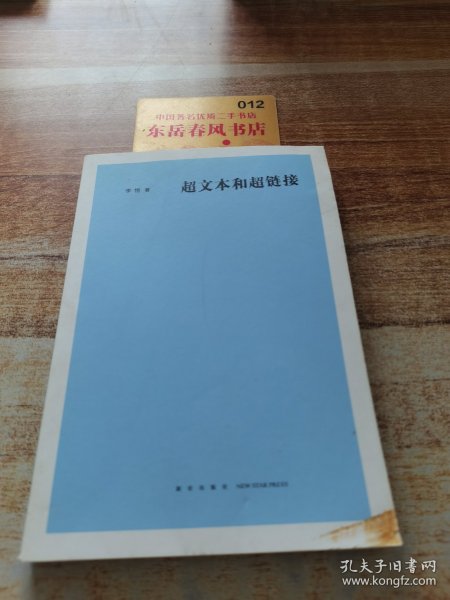 012
中国著名优质二手书店
东岳春风书店
超文本和超链接
李恒 著
新星出版社 NEW STAR PRESS
孔夫子旧书网
www.kongfz.com